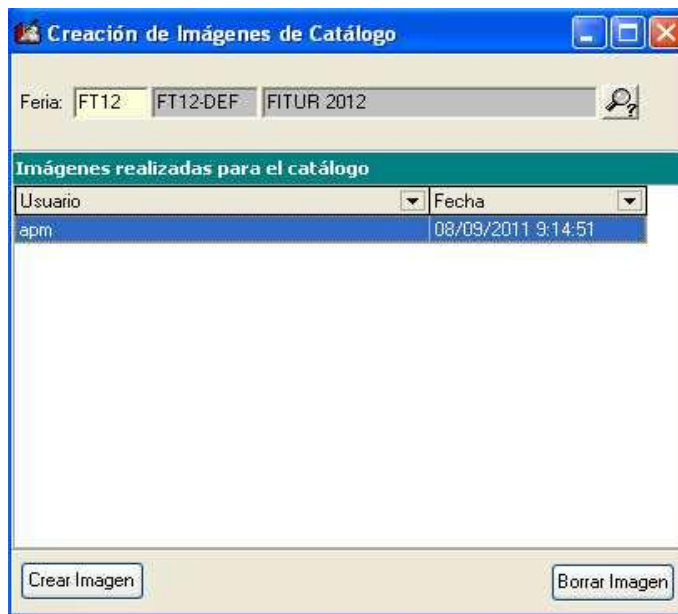 Creación de Imágenes de Catálogo
Feria: FT12 FT12-DEF FITUR 2012
Imágenes realizadas para el catálogo
Usuario Fecha
apm 08/09/2011 9:14:51
Crear Imagen Borrar Imagen